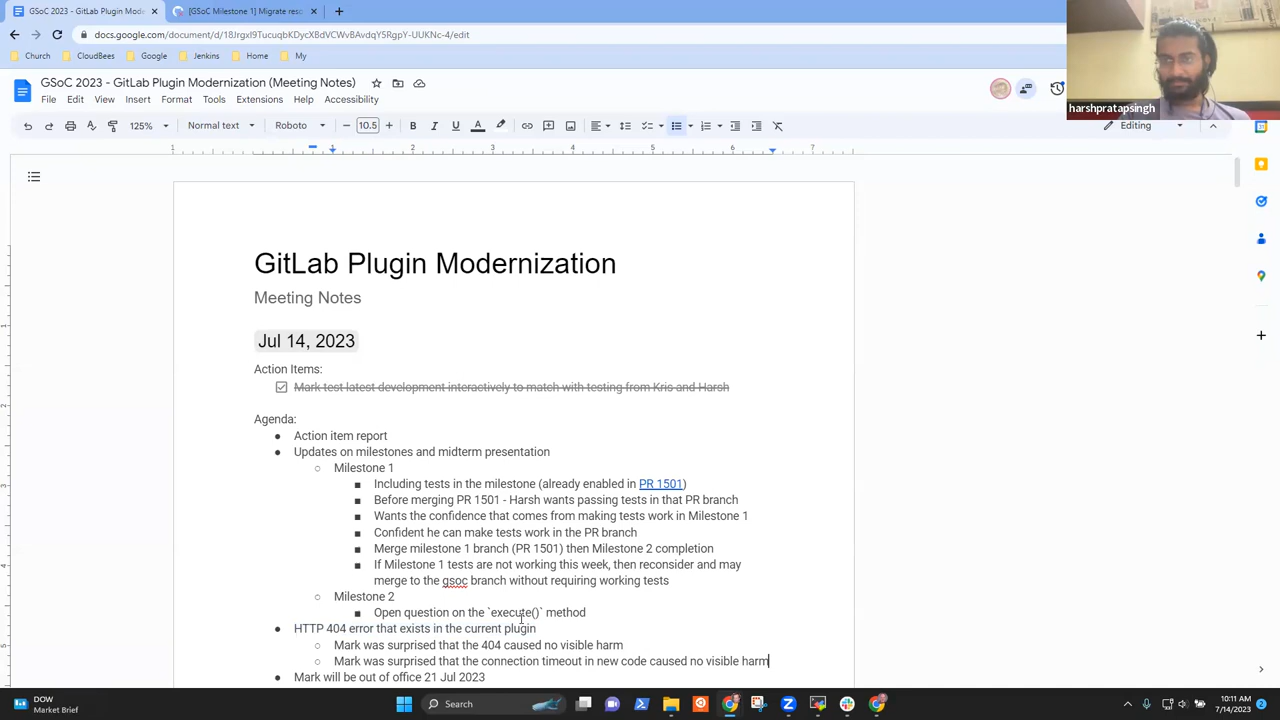 GSoC 2023 - GitLab Plugin Modern
[GSoC Milestone 1] Migrate reso
docs.google.com/document/d/18Jrgxl9TucuqbKDycXBdVCWvBAvdqY5RgpY-UUKNc-4/edit
Church CloudBees Google Jenkins Home My
harshpratapsingh
GSoC 2023 - GitLab Plugin Modernization (Meeting Notes)
File Edit View Insert Format Tools Extensions Help Accessibility
125% Normal text Roboto 10.5 Editing
1 1 2 3 4 5 6 7
GitLab Plugin Modernization
Meeting Notes
Jul 14, 2023
Action Items:
Mark test latest development interactively to match with testing from Kris and Harsh
Agenda:
● Action item report
● Updates on milestones and midterm presentation
○ Milestone 1
■ Including tests in the milestone (already enabled in PR 1501)
■ Before merging PR 1501 - Harsh wants passing tests in that PR branch
■ Wants the confidence that comes from making tests work in Milestone 1
■ Confident he can make tests work in the PR branch
■ Merge milestone 1 branch (PR 1501) then Milestone 2 completion
■ If Milestone 1 tests are not working this week, then reconsider and may
merge to the gsoc branch without requiring working tests
○ Milestone 2
■ Open question on the `execute()` method
● HTTP 404 error that exists in the current plugin
○ Mark was surprised that the 404 caused no visible harm
○ Mark was surprised that the connection timeout in new code caused no visible harm
● Mark will be out of office 21 Jul 2023
DOW
Market Brief
Search
10:11 AM
7/14/2023